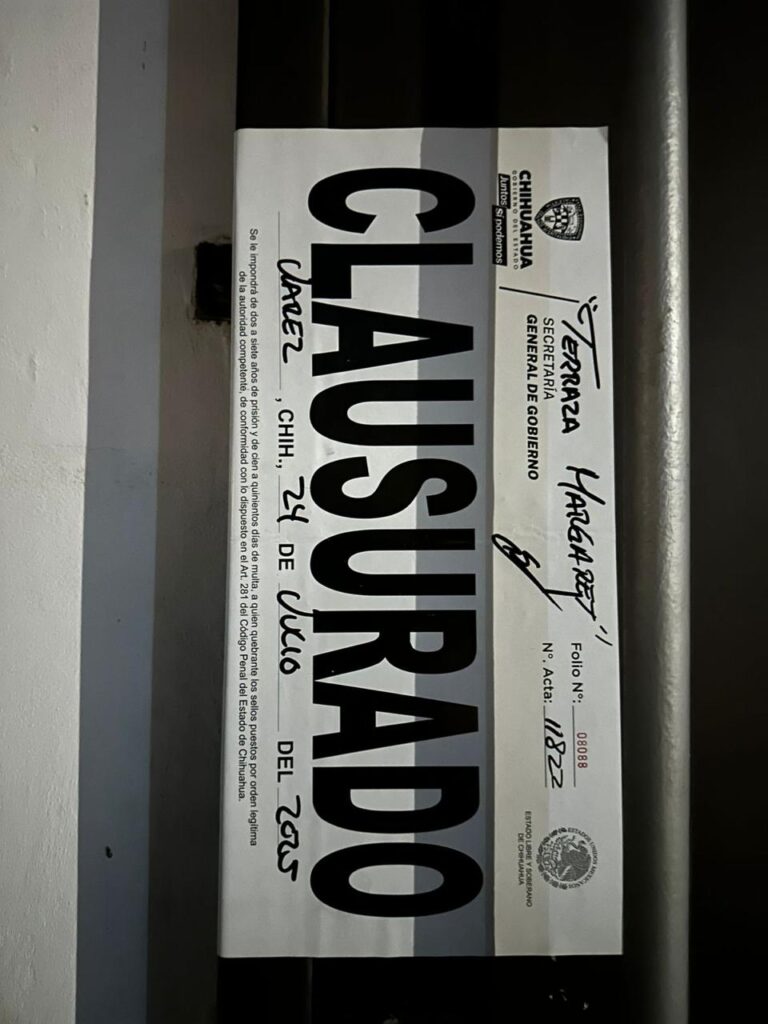 CHIHUAHUA
GOBIERNO DEL ESTADO
Juntos Sí podemos
"TERRAZA MARGARET"
SECRETARÍA
GENERAL DE GOBIERNO
Folio N°: 08088
N°. Acta: 11822
ESTADOS UNIDOS MEXICANOS
ESTADO LIBRE Y SOBERANO
DE CHIHUAHUA
CLAUSURADO
JUAREZ, CHIH., 24 DE JULIO DEL 2025
Se le impondrá de dos a siete años de prisión y de cien a quinientos días de multa, a quien quebrante los sellos puestos por orden legítima
de la autoridad competente, de conformidad con lo dispuesto en el Art. 281 del Código Penal del Estado de Chihuahua.